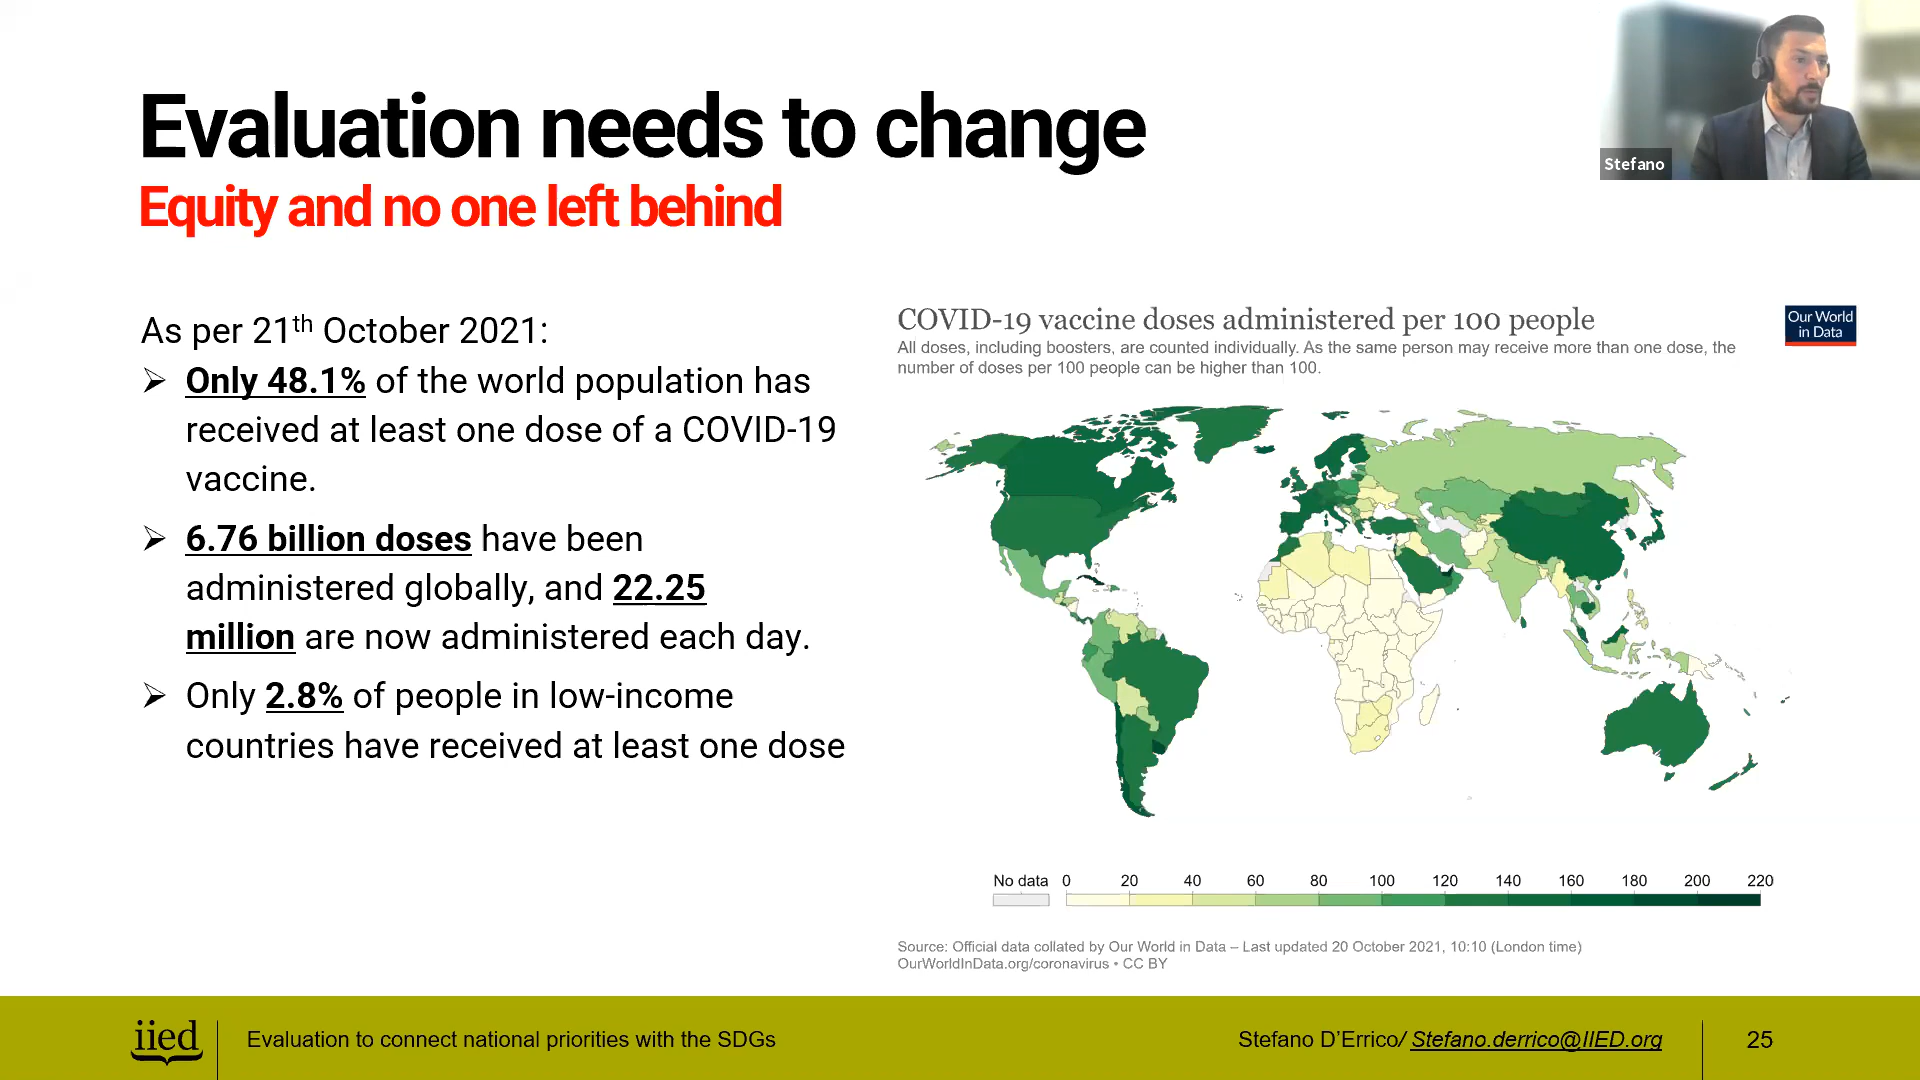 Stefano
Evaluation needs to change
Equity and no one left behind
As per 21th October 2021:
➢ Only 48.1% of the world population has
received at least one dose of a COVID-19
vaccine.
➢ 6.76 billion doses have been
administered globally, and 22.25
million are now administered each day.
➢ Only 2.8% of people in low-income
countries have received at least one dose
COVID-19 vaccine doses administered per 100 people
All doses, including boosters, are counted individually. As the same person may receive more than one dose, the
number of doses per 100 people can be higher than 100.
Our World
in Data
No data 0 20 40 60 80 100 120 140 160 180 200 220
Source: Official data collated by Our World in Data – Last updated 20 October 2021, 10:10 (London time)
OurWorldInData.org/coronavirus • CC BY
iied
Evaluation to connect national priorities with the SDGs
Stefano D'Errico/ Stefano.derrico@IIED.org
25